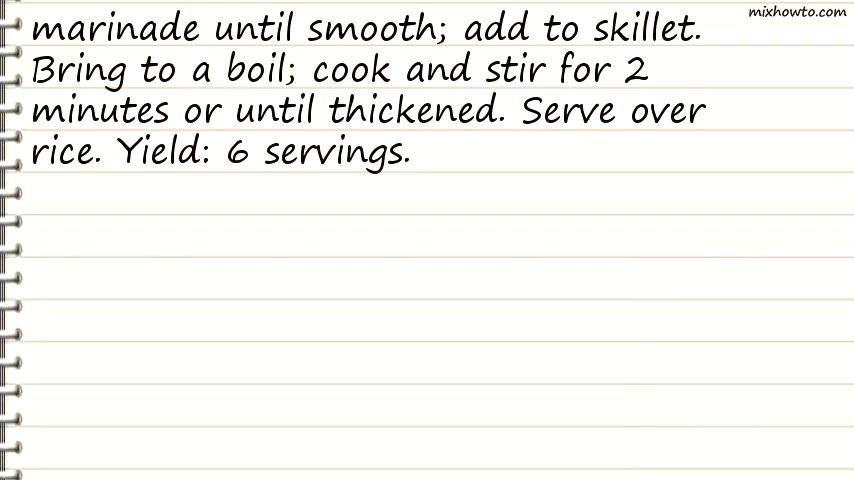 mixhowto.com
marinade until smooth; add to skillet.
Bring to a boil; cook and stir for 2
minutes or until thickened. Serve over
rice. Yield: 6 servings.